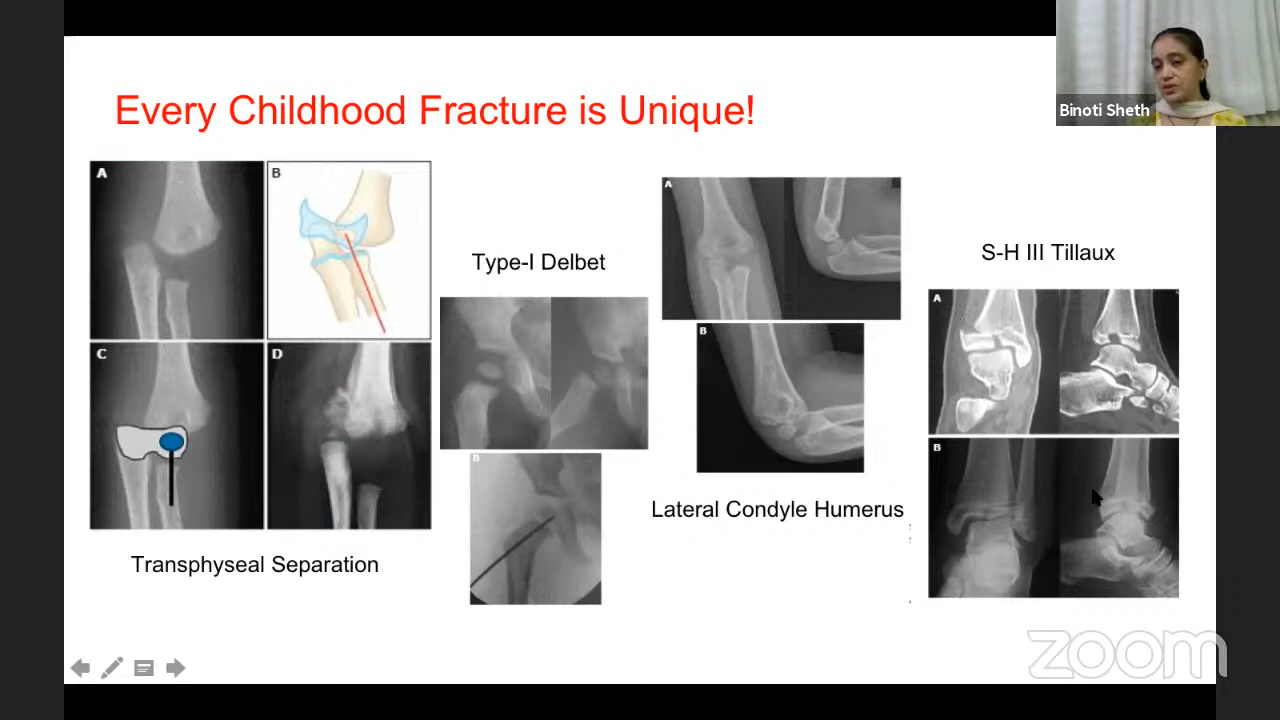 Every Childhood Fracture is Unique!
Binoti Sheth
A
B
C
D
Transphyseal Separation
Type-I Delbet
B
A
B
Lateral Condyle Humerus
S-H III Tillaux
A
B
zoom